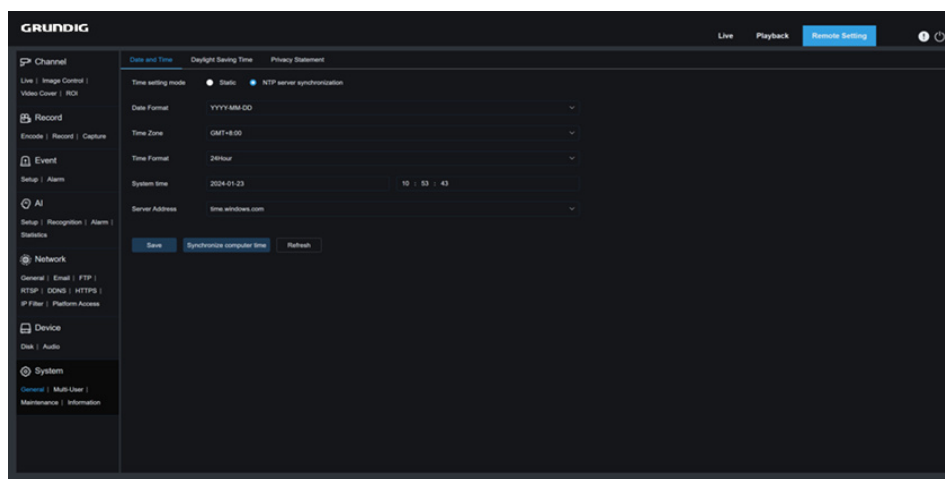 GRUNDIG
Live Playback Remote Setting
Channel
Live | Image Control |
Video Cover | ROI
Record
Encode | Record | Capture
Event
Setup | Alarm
AI
Setup | Recognition | Alarm |
Statistics
Network
General | Email | FTP |
RTSP | DDNS | HTTPS |
IP Filter | Platform Access
Device
Disk | Audio
System
General | Multi-User |
Maintenance | Information
Date and Time Daylight Saving Time Privacy Statement
Time setting mode Static NTP server synchronization
Date Format YYYY-MM-DD
Time Zone GMT+8:00
Time Format 24Hour
System time 2024-01-23 10 : 53 : 43
Server Address time.windows.com
Save Synchronize computer time Refresh